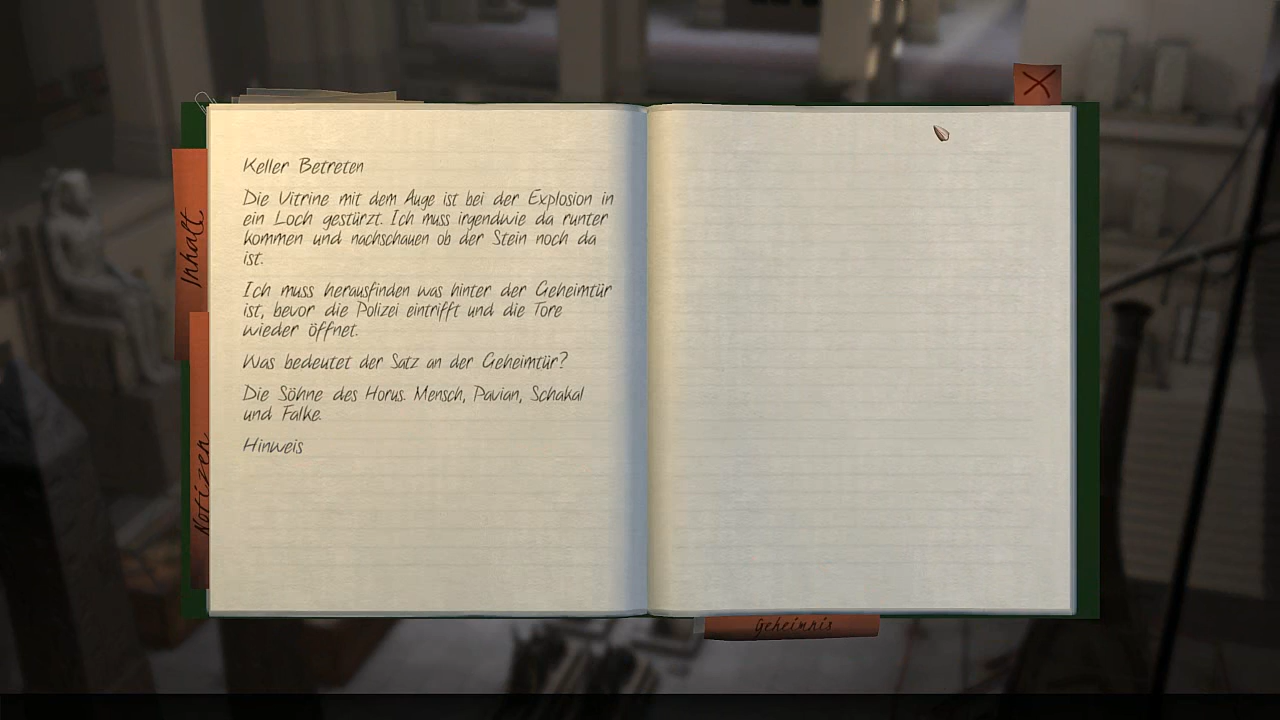 Keller Betreten
Die Vitrine mit dem Auge ist bei der Explosion in
ein Loch gestürzt. Ich muss irgendwie da runter
kommen und nachschauen ob der Stein noch da
ist.
Ich muss herausfinden was hinter der Geheimtür
ist, bevor die Polizei eintrifft und die Tore
wieder öffnet.
Was bedeutet der Satz an der Geheimtür?
Die Söhne des Horus. Mensch, Pavian, Schakal
und Falke.
Hinweis
Inhalt
Notizen
Geheimnis